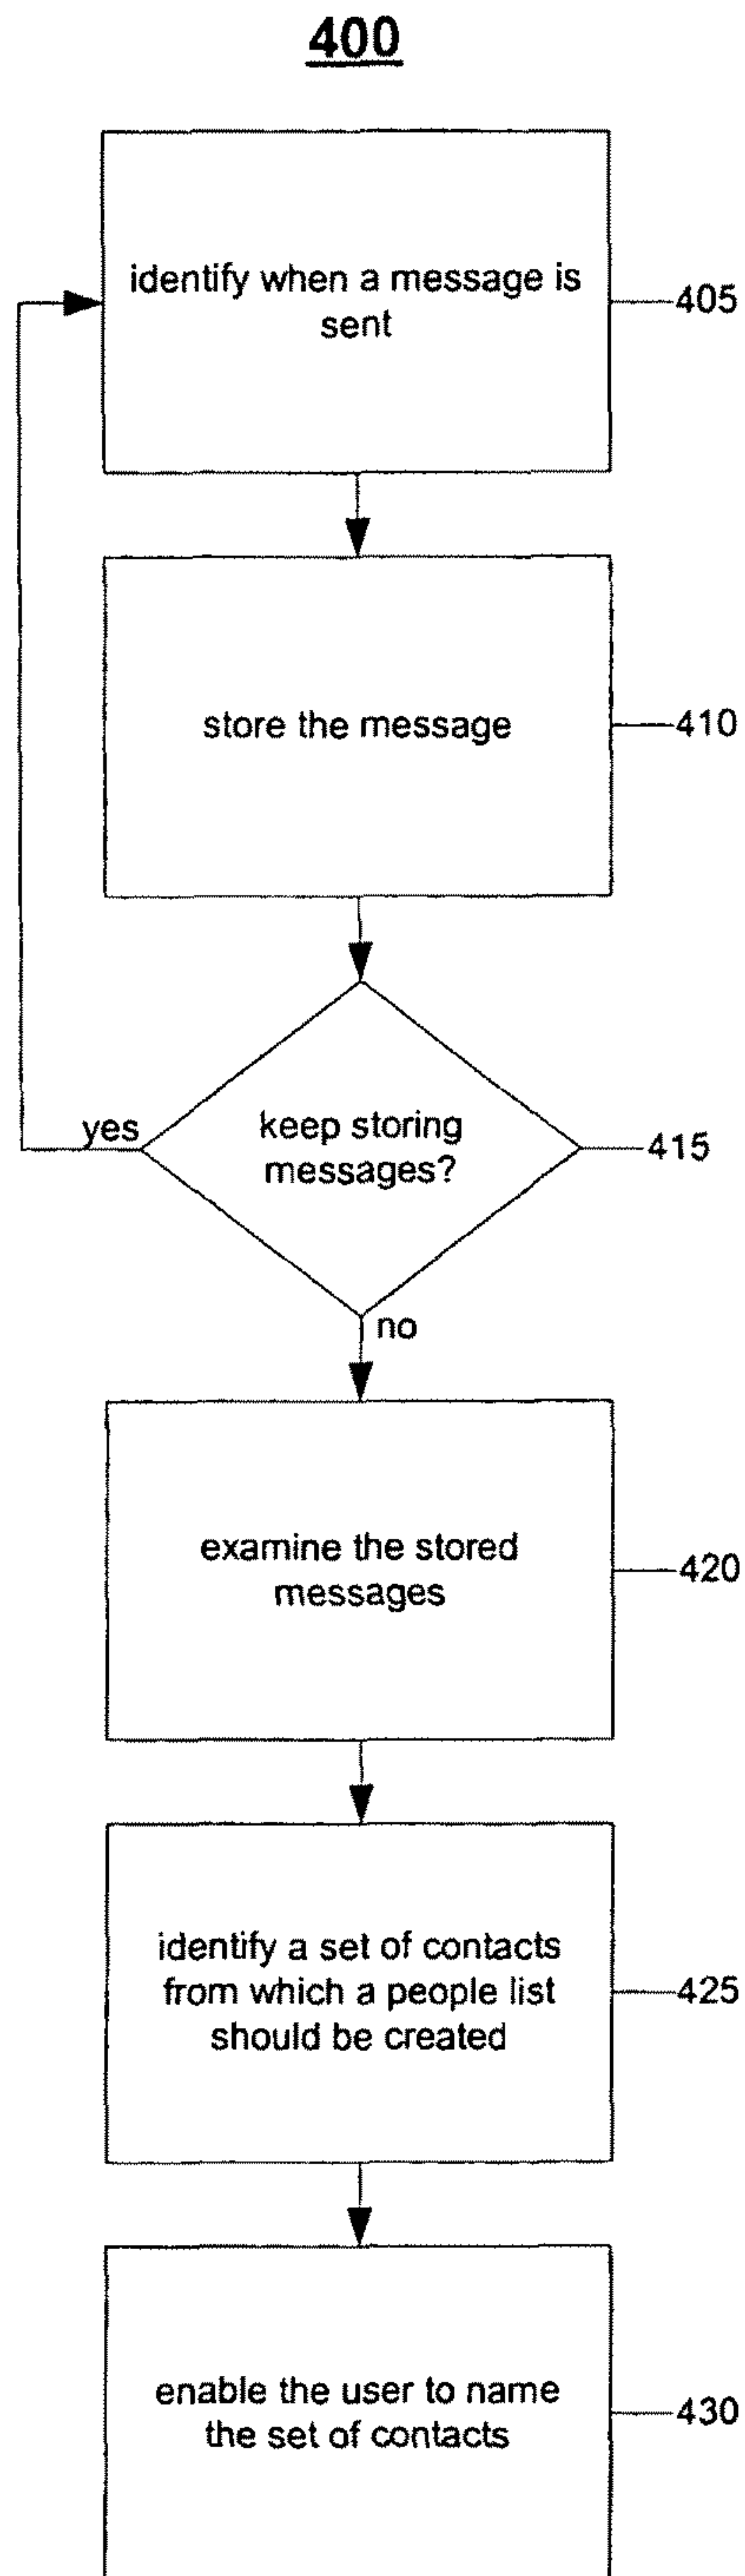 400
identify when a message is
sent
405
store the message
410
yes
keep storing
messages?
415
no
examine the stored
messages
420
identify a set of contacts
from which a people list
should be created
425
enable the user to name
the set of contacts
430